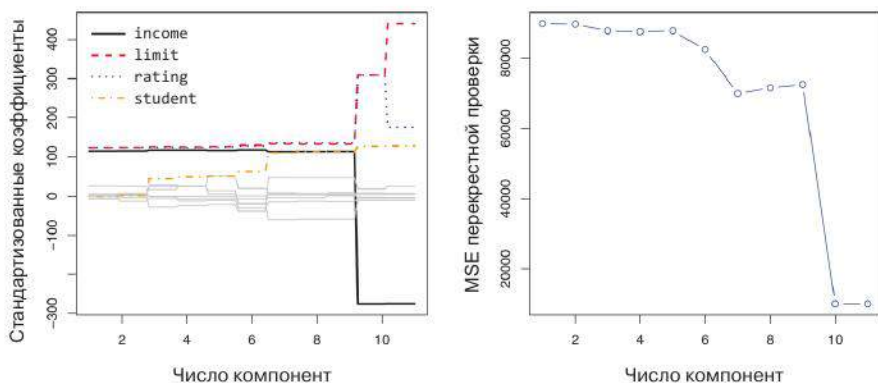 Стандартизованные коэффициенты
400
300
200
100
0
-100
-300
income
limit
rating
student
2
4
6
8
10
Число компонент
MSE перекрестной проверки
80000
60000
40000
20000
2
4
6
8
10
Число компонент